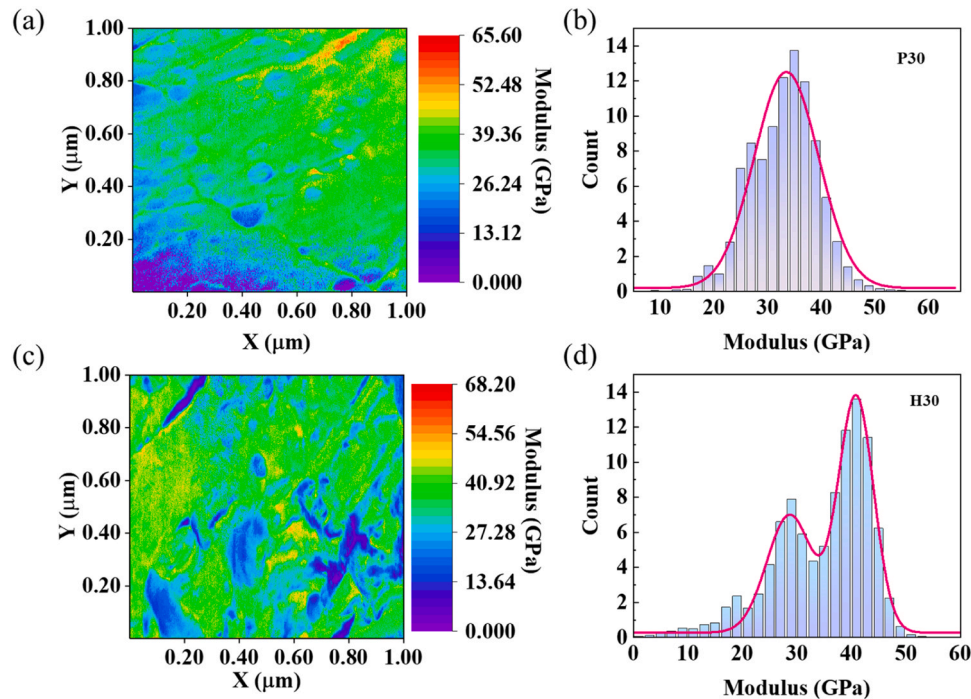 (a)
1.00
0.80
0.60
0.40
0.20
Y (μm)
0.20 0.40 0.60 0.80 1.00
X (μm)
65.60
52.48
39.36
26.24
13.12
0.000
Modulus (GPa)
(b)
P30
14
12
10
8
6
4
2
0
Count
10 20 30 40 50 60
Modulus (GPa)
(c)
1.00
0.80
0.60
0.40
0.20
Y (μm)
0.20 0.40 0.60 0.80 1.00
X (μm)
68.20
54.56
40.92
27.28
13.64
0.000
Modulus (GPa)
(d)
H30
14
12
10
8
6
4
2
0
Count
0 10 20 30 40 50 60
Modulus (GPa)